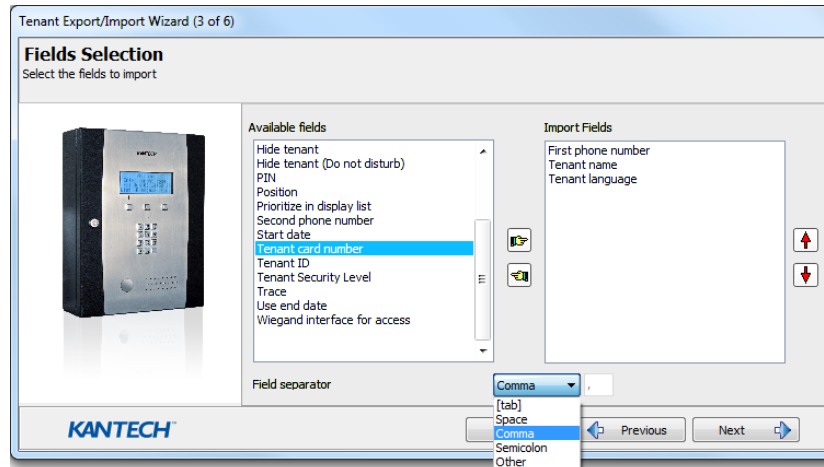 Tenant Export/Import Wizard (3 of 6)
Fields Selection
Select the fields to import
Available fields
Hide tenant
Hide tenant (Do not disturb)
PIN
Position
Prioritize in display list
Second phone number
Start date
Tenant card number
Tenant ID
Tenant Security Level
Trace
Use end date
Wiegand interface for access
Import Fields
First phone number
Tenant name
Tenant language
Field separator
Comma
,
[tab]
Space
Comma
Semicolon
Other
KANTECH
Previous
Next